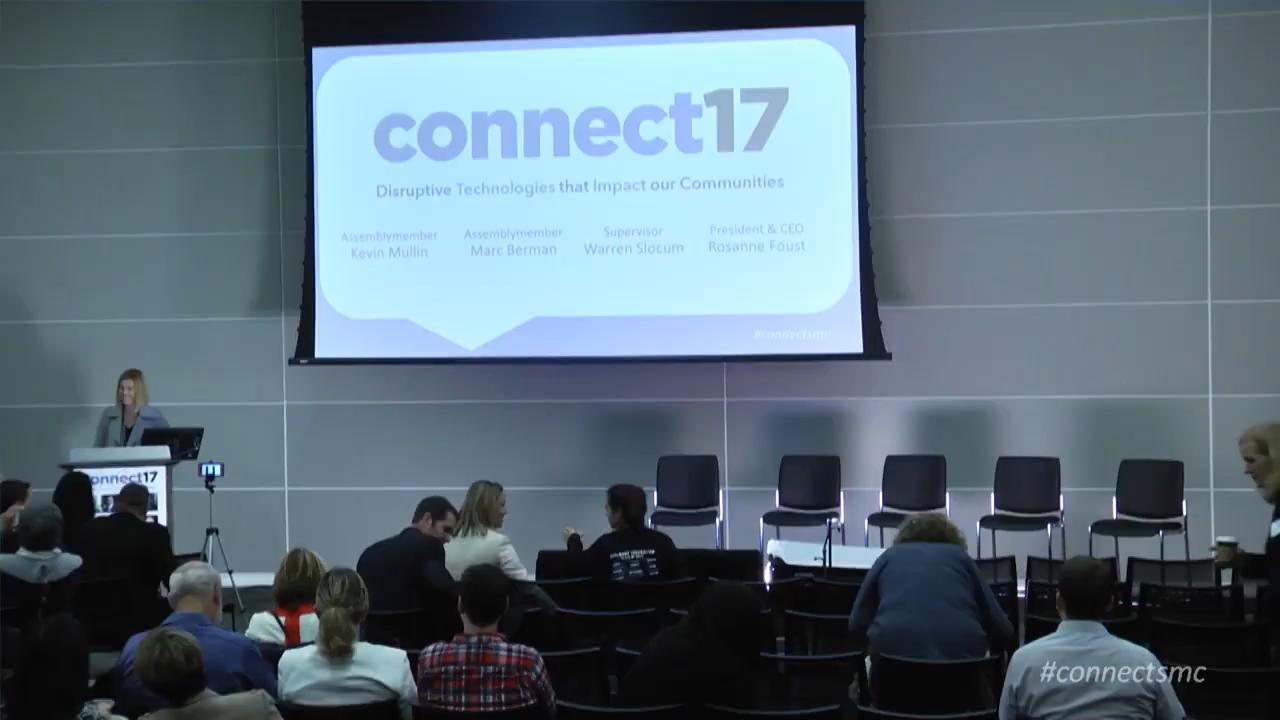 connect17
Disruptive Technologies that Impact our Communities
Assemblymember
Kevin Mullin
Assemblymember
Marc Berman
Supervisor
Warren Slocum
President & CEO
Rosanne Foust
#connectsmc
connect17
#connectsmc